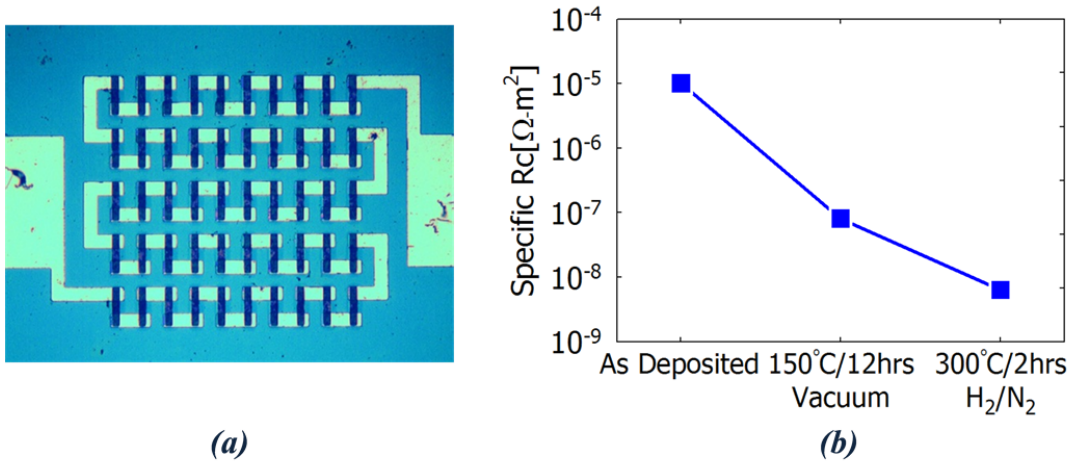 10⁻⁴
10⁻⁵
10⁻⁶
10⁻⁷
10⁻⁸
10⁻⁹
Specific Rc[Ω-m²]
As Deposited 150°C/12hrs 300°C/2hrs
Vacuum H₂/N₂
(a) (b)